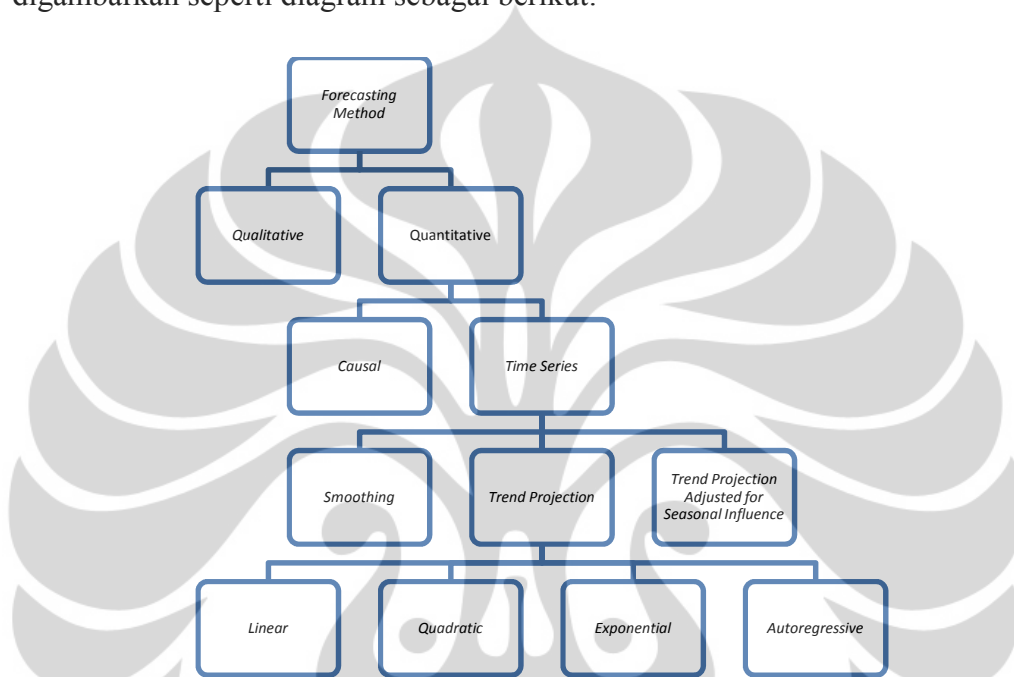 digambarkan seperti diagram sebagai berikut:
Forecasting
Method
Qualitative
Quantitative
Causal
Time Series
Smoothing
Trend Projection
Trend Projection
Adjusted for
Seasonal Influence
Linear
Quadratic
Exponential
Autoregressive